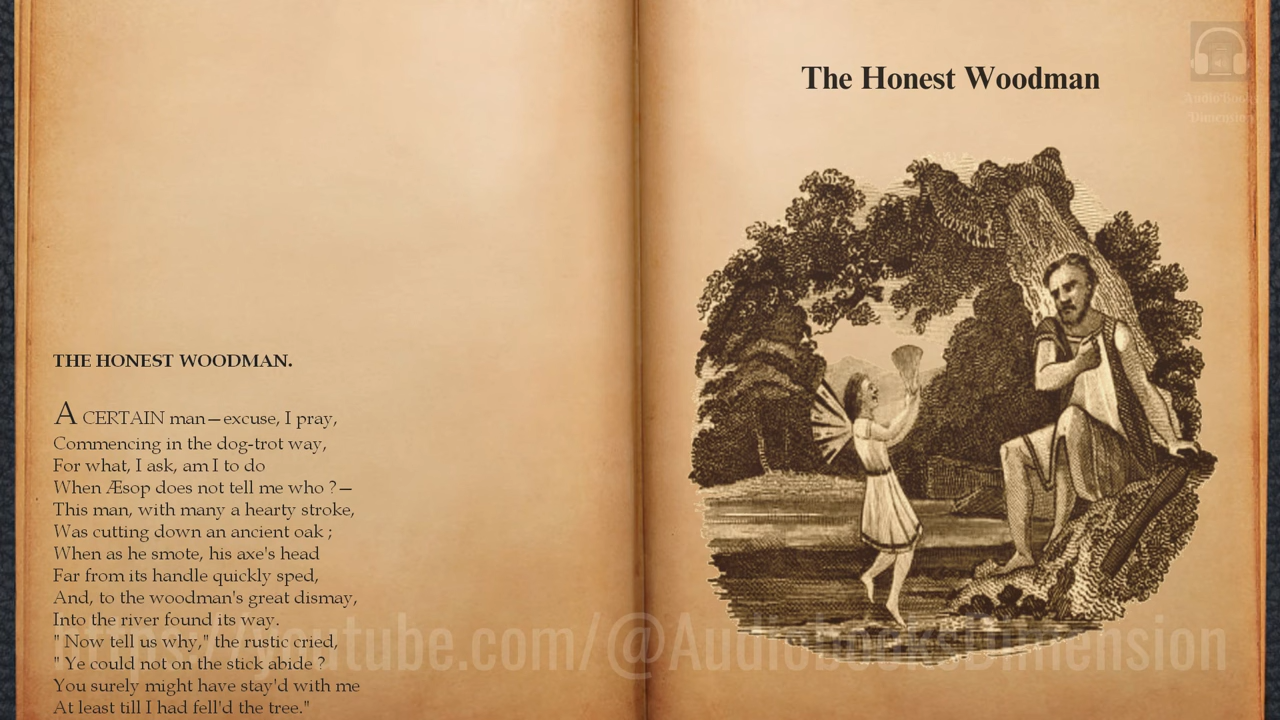 THE HONEST WOODMAN.
A CERTAIN man—excuse, I pray,
Commencing in the dog-trot way,
For what, I ask, am I to do
When Æsop does not tell me who ?—
This man, with many a hearty stroke,
Was cutting down an ancient oak ;
When as he smote, his axe's head
Far from its handle quickly sped,
And, to the woodman's great dismay,
Into the river found its way.
" Now tell us why," the rustic cried,
" Ye could not on the stick abide ?
You surely might have stay'd with me
At least till I had fell'd the tree."
The Honest Woodman
AudioBooks
Dimension
youtube.com/@AudiobooksDimension